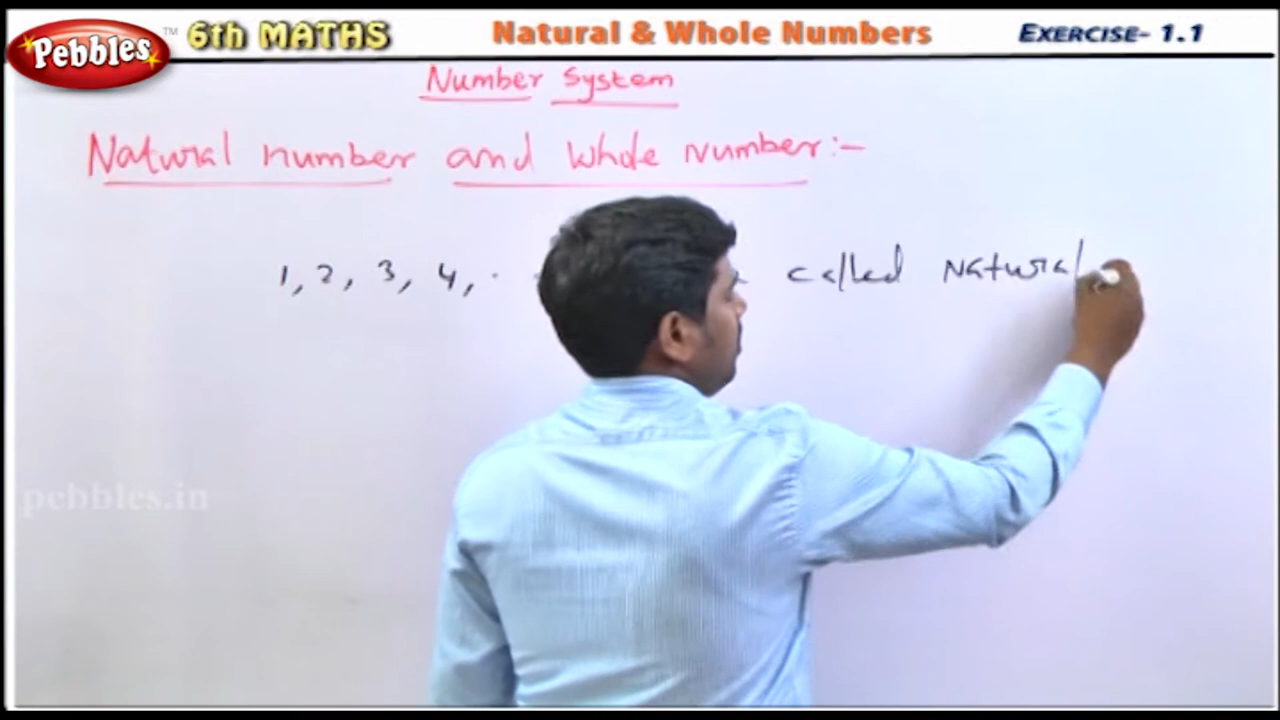 Pebbles™ 6th MATHS Natural & Whole Numbers EXERCISE- 1.1
Number System
Natural number and whole number:-
1, 2, 3, 4, . called Natural
pebbles.in